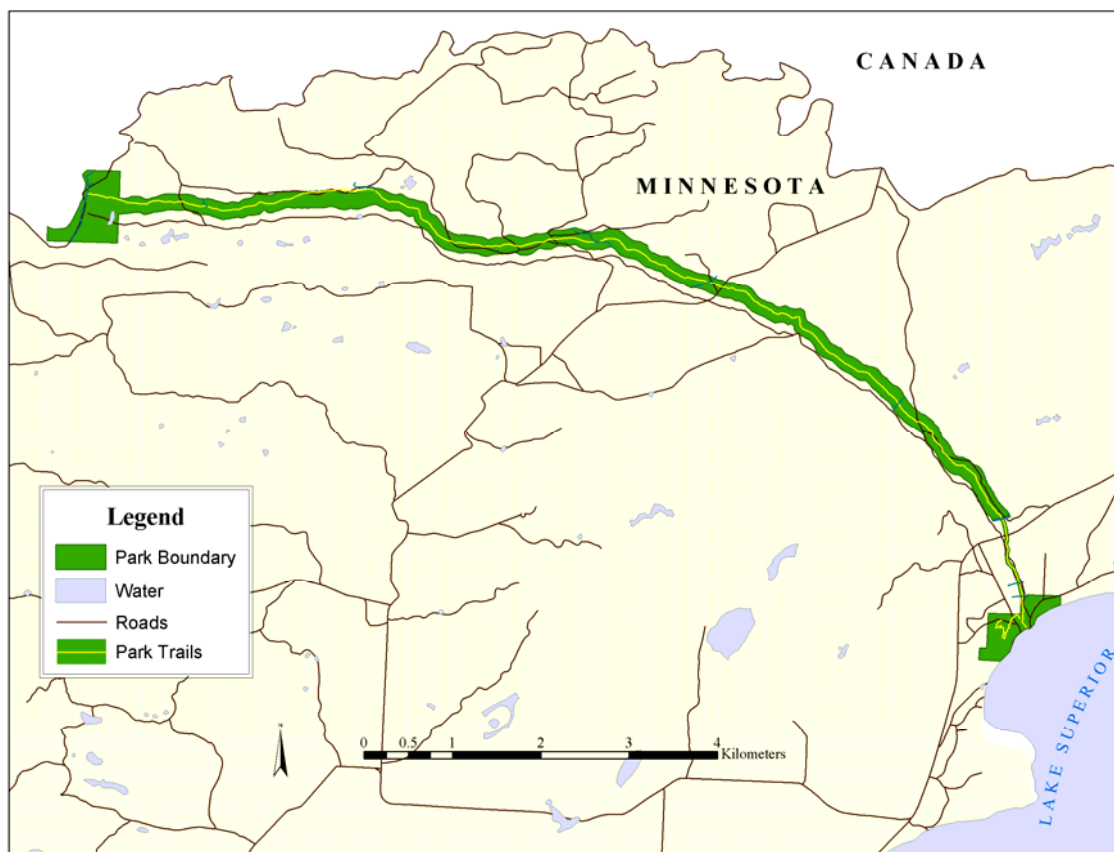 CANADA
MINNESOTA
Legend
Park Boundary
Water
Roads
Park Trails
0 0.5 1 2 3 4
Kilometers
LAKE SUPERIOR